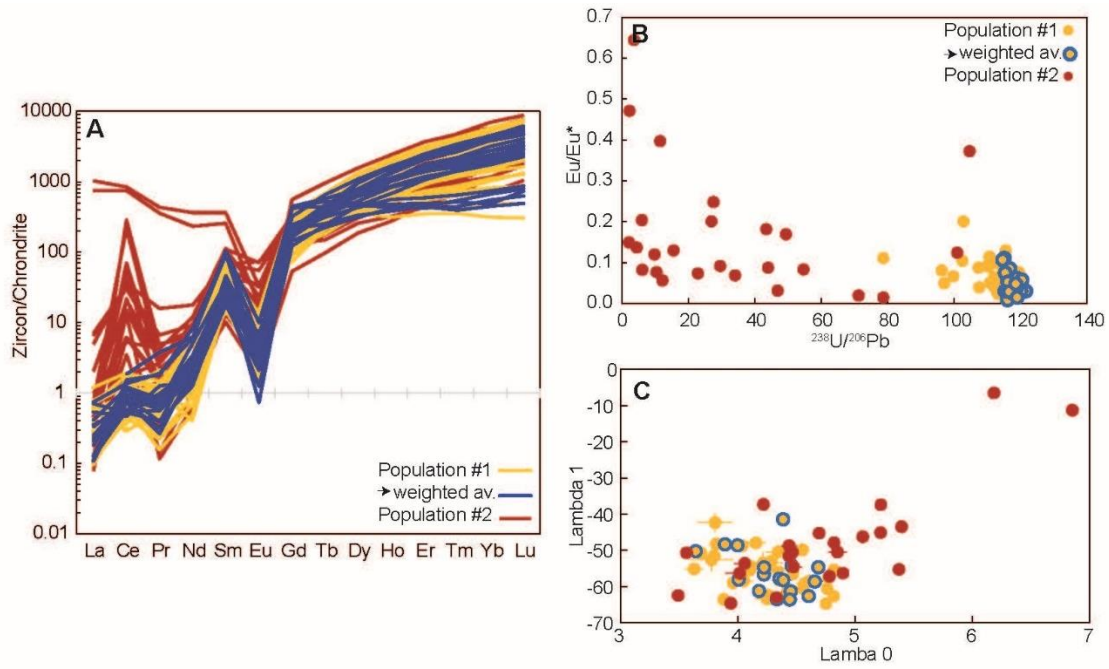 A
Zircon/Chrondrite
10000
1000
100
10
1
0.1
0.01
La Ce Pr Nd Sm Eu Gd Tb Dy Ho Er Tm Yb Lu
Population #1
weighted av.
Population #2
B
Eu/Eu*
0.7
0.6
0.5
0.4
0.3
0.2
0.1
0.0
0 20 40 60 80 100 120 140
²³⁸U/²⁰⁶Pb
Population #1
weighted av.
Population #2
C
Lambda 1
0
-10
-20
-30
-40
-50
-60
-70
3 4 5 6 7
Lamba 0